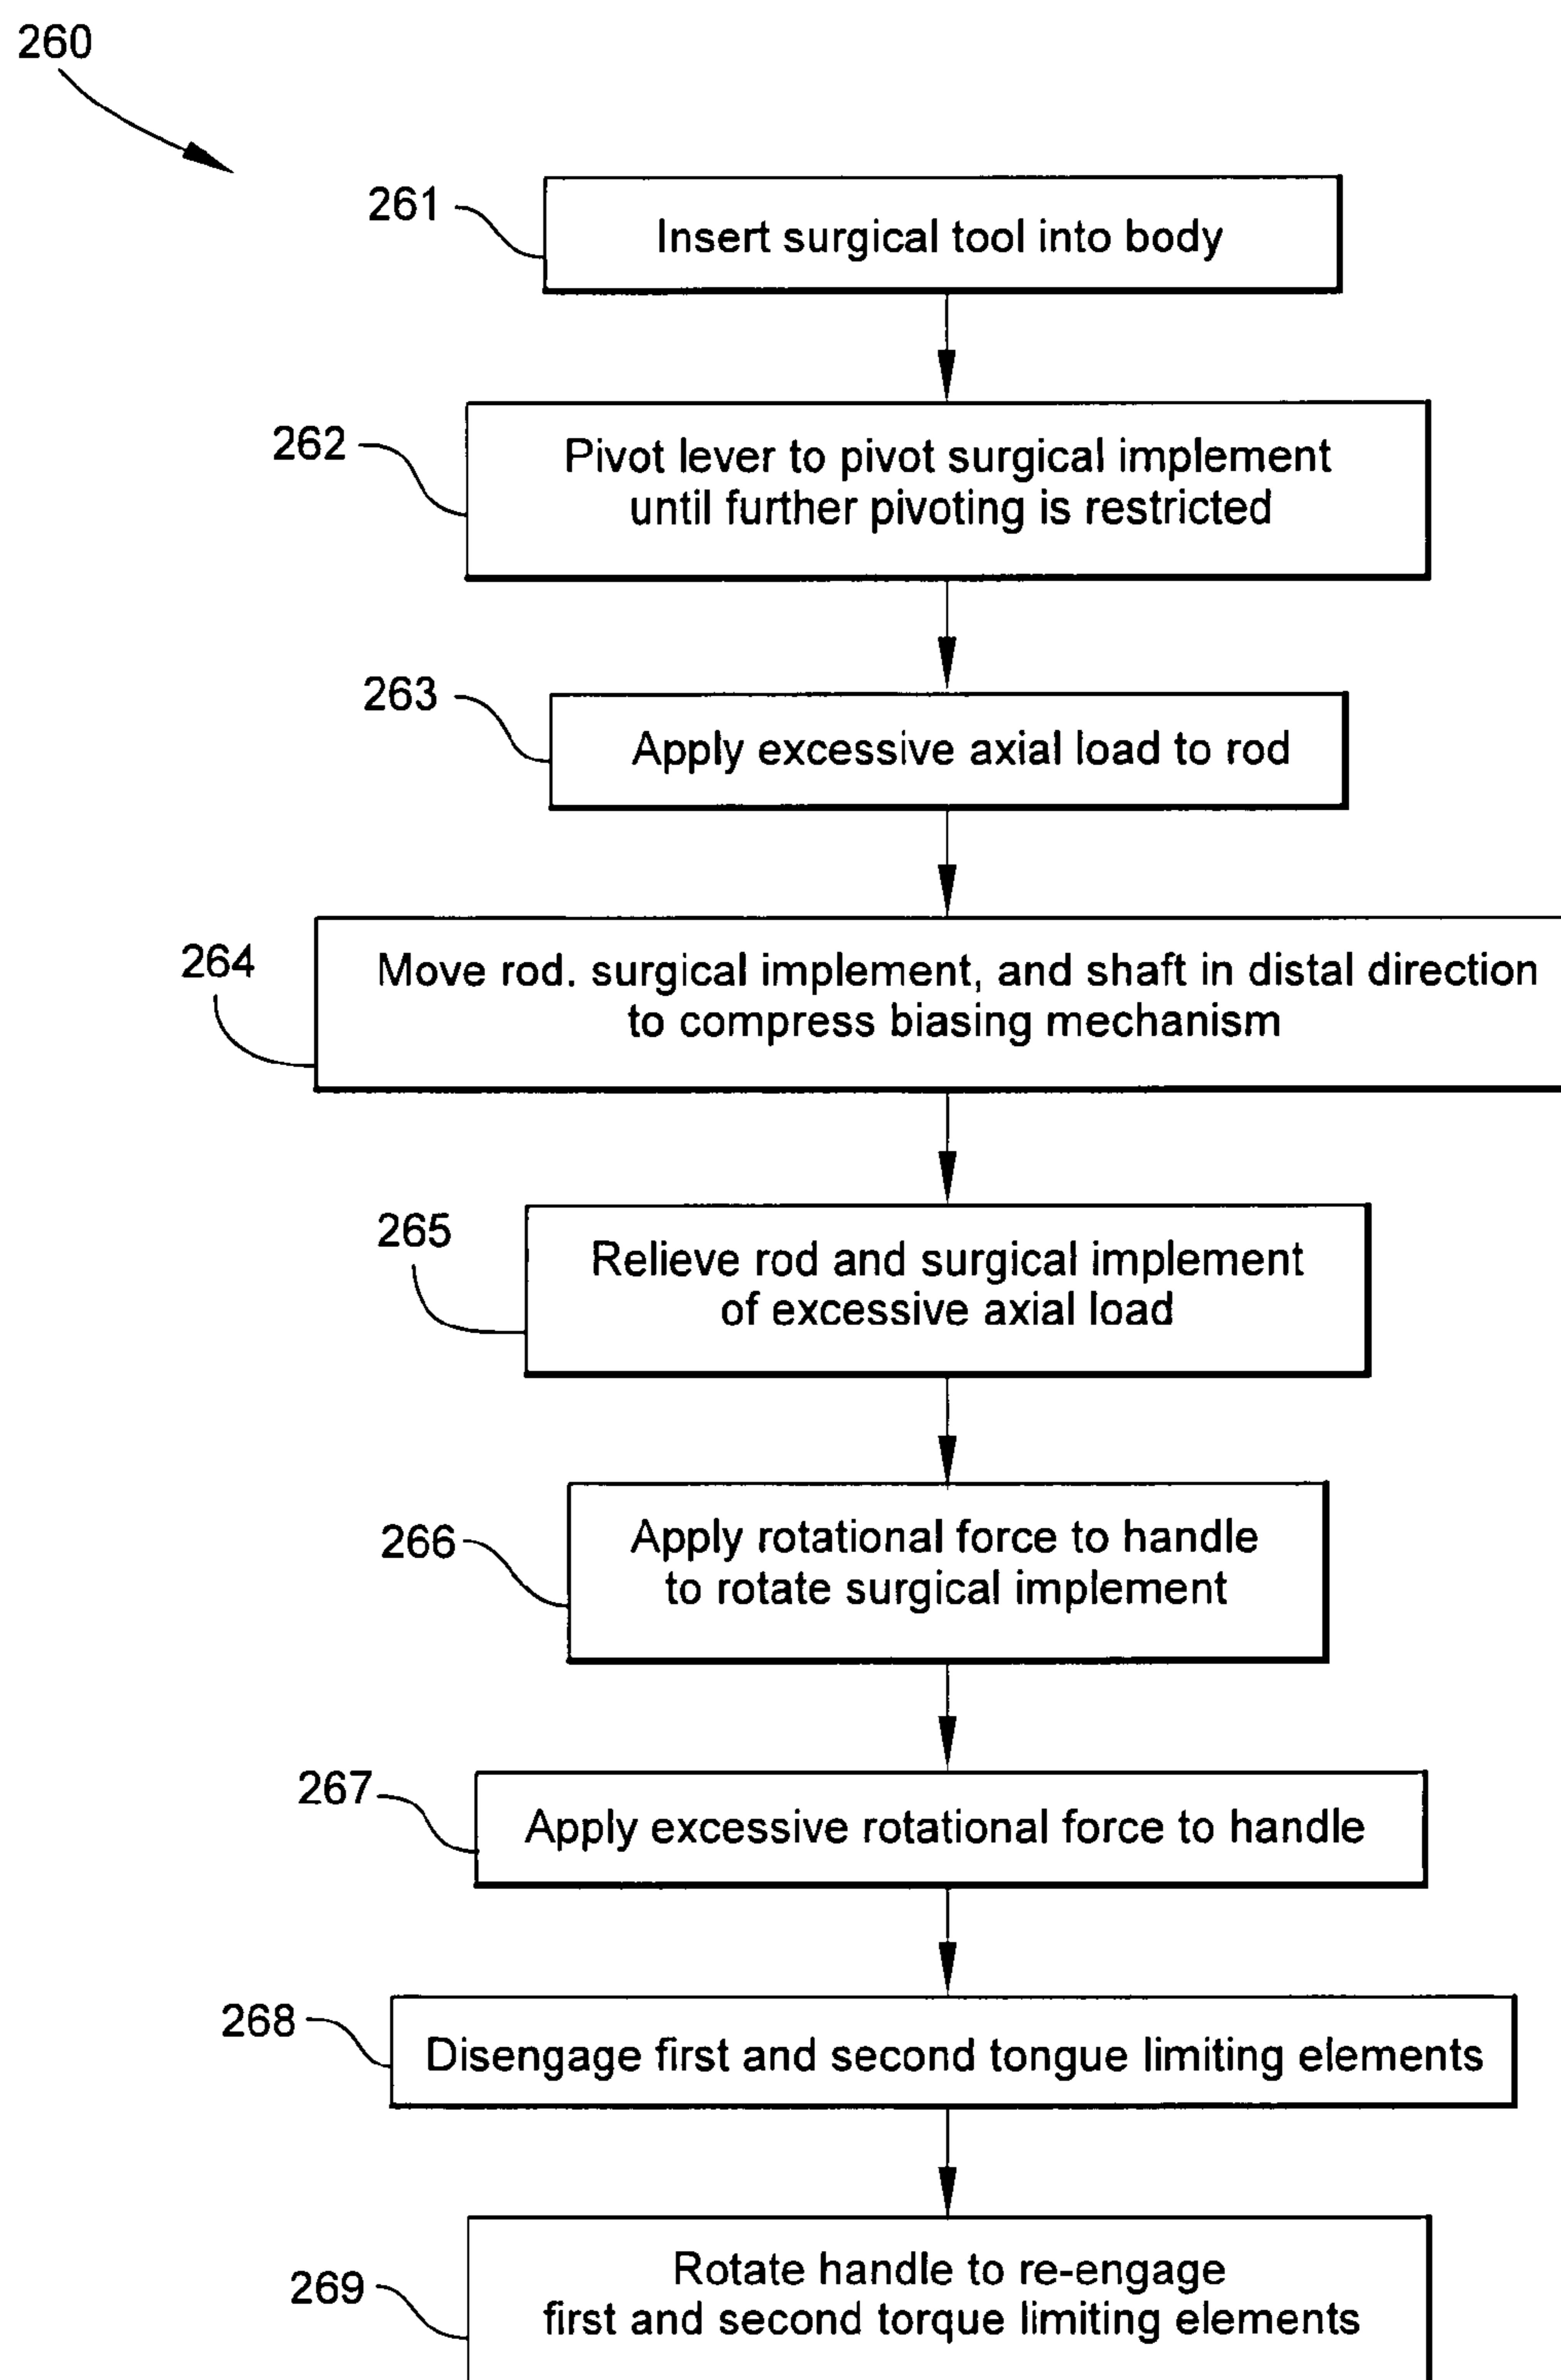 260
261
Insert surgical tool into body
262
Pivot lever to pivot surgical implement
until further pivoting is restricted
263
Apply excessive axial load to rod
264
Move rod. surgical implement, and shaft in distal direction
to compress biasing mechanism
265
Relieve rod and surgical implement
of excessive axial load
266
Apply rotational force to handle
to rotate surgical implement
267
Apply excessive rotational force to handle
268
Disengage first and second tongue limiting elements
269
Rotate handle to re-engage
first and second torque limiting elements